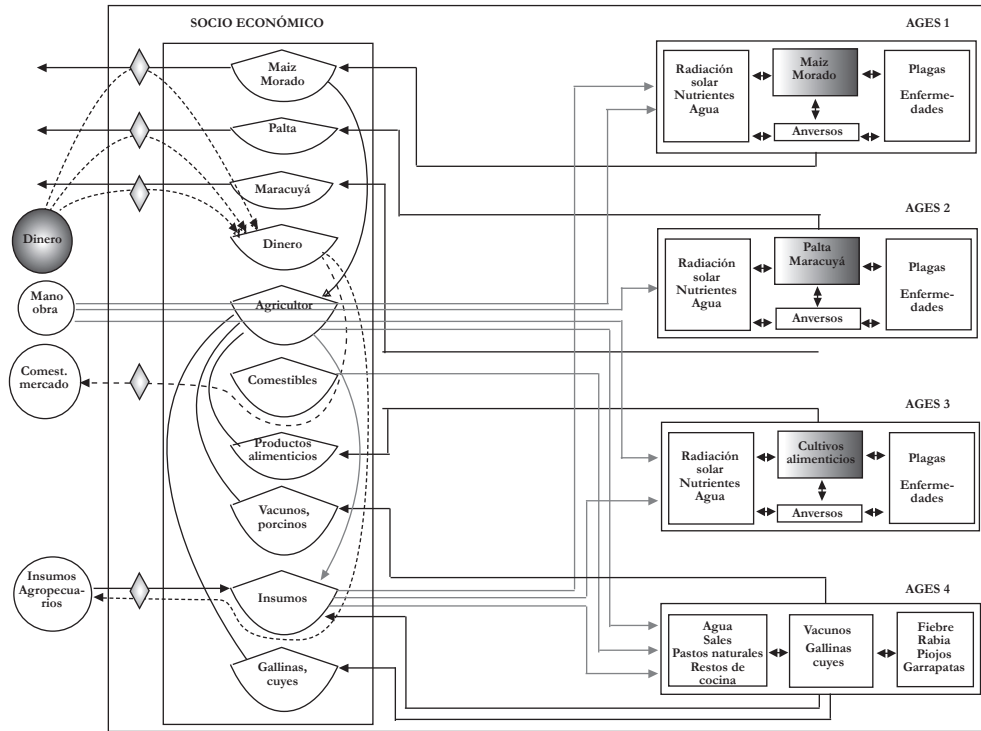 SOCIO ECONÓMICO
Maiz
Morado
Palta
Maracuyá
Dinero
Dinero
Mano
obra
Agricultor
Comest.
mercado
Comestibles
Productos
alimenticios
Vacunos,
porcinos
Insumos
Agropecua-
rios
Insumos
Gallinas,
cuyes
AGES 1
Radiación
solar
Nutrientes
Agua
Maiz
Morado
Anversos
Plagas
Enferme-
dades
AGES 2
Radiación
solar
Nutrientes
Agua
Palta
Maracuyá
Anversos
Plagas
Enferme-
dades
AGES 3
Radiación
solar
Nutrientes
Agua
Cultivos
alimenticios
Anversos
Plagas
Enferme-
dades
AGES 4
Agua
Sales
Pastos naturales
Restos de
cocina
Vacunos
Gallinas
cuyes
Fiebre
Rabia
Piojos
Garrapatas